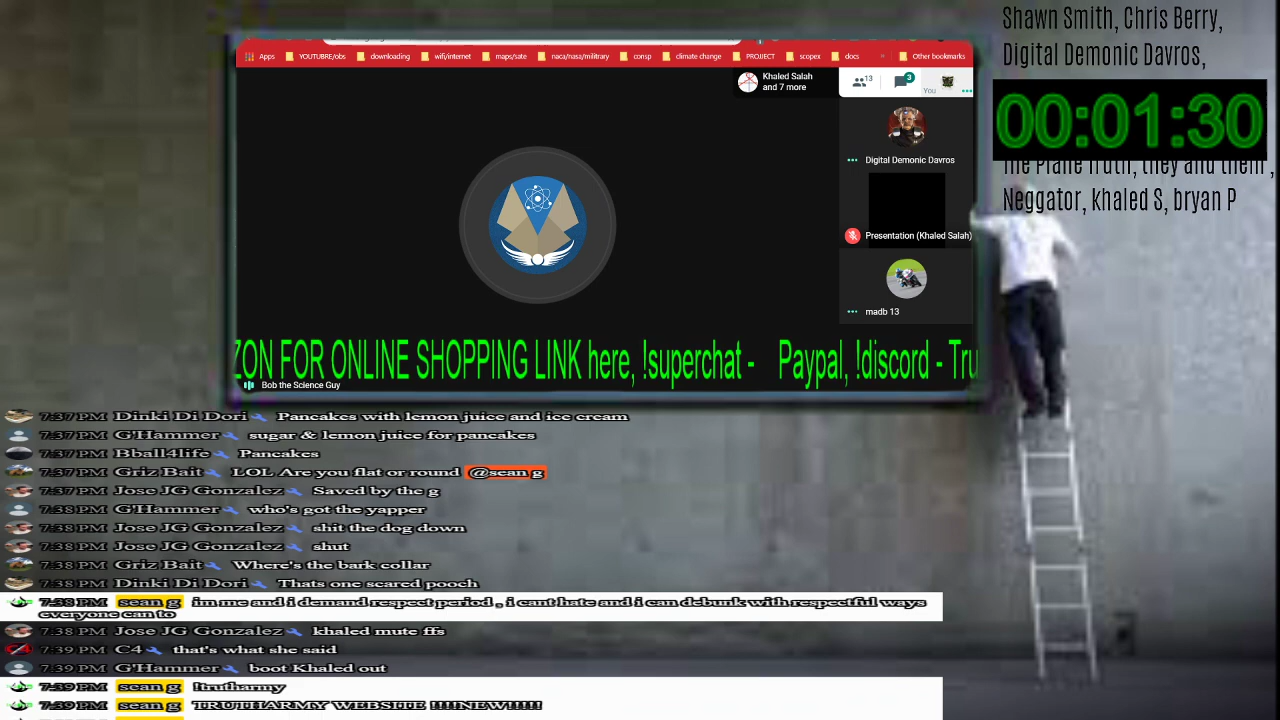 Shawn Smith, Chris Berry,
Digital Demonic Davros,
00:01:30
The Plane Truth, they and them ,
Neggator, khaled S, bryan P
Apps YOUTUBRE/obs downloading wifi/internet maps/sate naca/nasa/militrary consp climate change PROJECT scopex docs Other bookmarks
Khaled Salah
and 7 more
13
3
You
Digital Demonic Davros
Presentation (Khaled Salah)
madb 13
ZON FOR ONLINE SHOPPING LINK here, !superchat - Paypal, !discord - Tru
Bob the Science Guy
7:37 PM Dinki Di Dori Pancakes with lemon juice and ice cream
7:37 PM G'Hammer sugar & lemon juice for pancakes
7:37 PM Bball4life Pancakes
7:37 PM Griz Bait LOL Are you flat or round @sean g
7:37 PM Jose JG Gonzalez Saved by the g
7:38 PM G'Hammer who's got the yapper
7:38 PM Jose JG Gonzalez shit the dog down
7:38 PM Jose JG Gonzalez shut
7:38 PM Griz Bait Where's the bark collar
7:38 PM Dinki Di Dori Thats one scared pooch
7:38 PM sean g im me and i demand respect period , i cant hate and i can debunk with respectful ways
everyone can to
7:38 PM Jose JG Gonzalez khaled mute ffs
7:39 PM C4 that's what she said
7:39 PM G'Hammer boot Khaled out
7:39 PM sean g !trutharmy
7:39 PM sean g TRUTHARMY WEBSITE !!!!NEW!!!!!